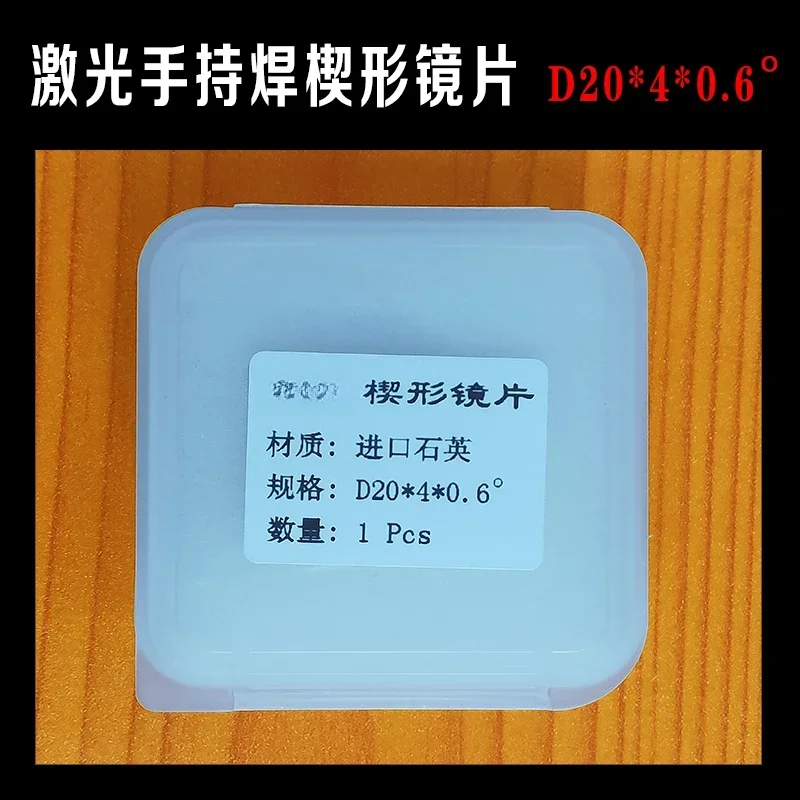 激光手持焊楔形镜片 D20*4*0.6°
楔形镜片
材质: 进口石英
规格: D20*4*0.6°
数量: 1 Pcs